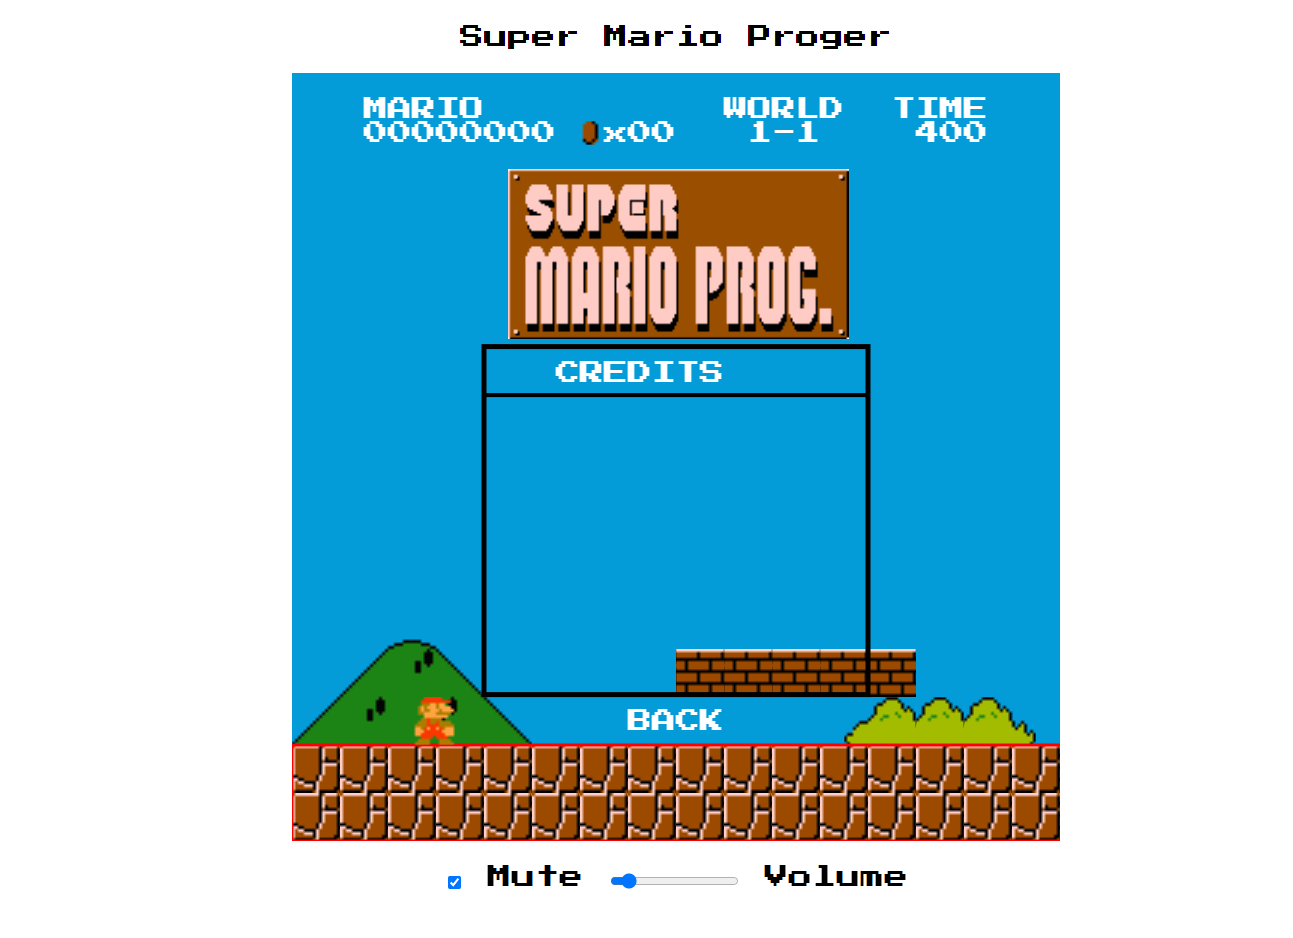 Super Mario Proger
MARIO WORLD TIME
00000000 x00 1-1 400
SUPER
MARIO PROG.
CREDITS
BACK
Mute Volume